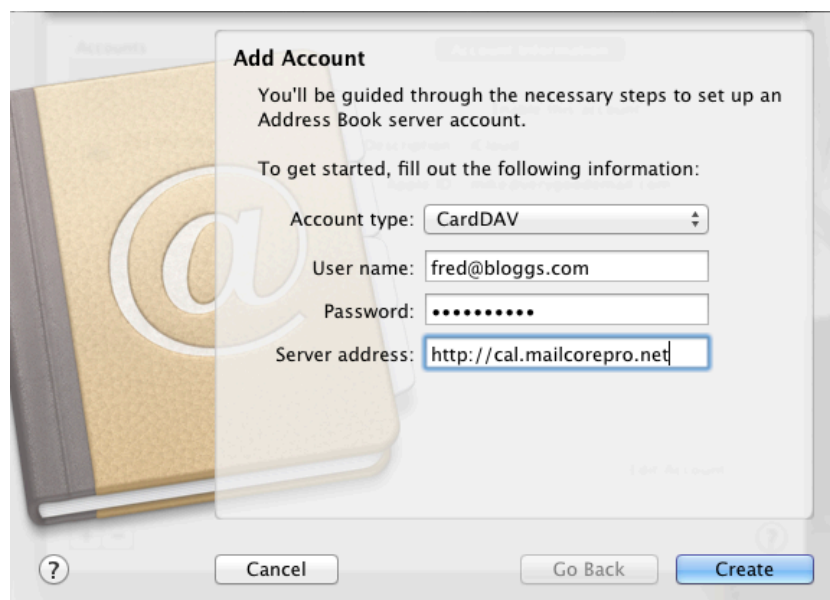 Accounts
Add Account
You'll be guided through the necessary steps to set up an
Address Book server account.
To get started, fill out the following information:
Account type: CardDAV
User name: fred@bloggs.com
Password: ••••••••••
Server address: http://cal.mailcorepro.net
? Cancel Go Back Create